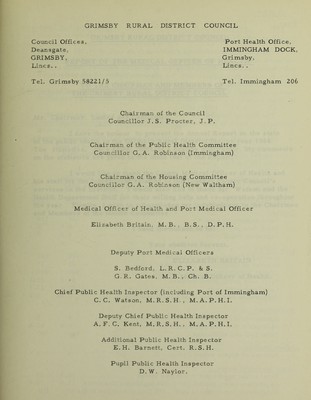 GRIMSBY RURAL DISTRICT COUNCIL
Council Offices,
Deansgate,
GRIMSBY,
Lincs..
Tel. Grimsby 58221/5
Port Health Office,
IMMINGHAM DOCK,
Grimsby,
Lincs..
Tel. Immingham 206
Chairman of the Council
Councillor J.S. Procter, J.P.
Chairman of the Public Health Committee
Councillor G.A. Robinson (Immingham)
Chairman of the Housing Committee
Councillor G.A. Robinson (New Waltham)
Medical Officer of Health and Port Medical Officer
Elizabeth Britain, M.B., B.S., D.P.H.
Deputy Port Medical Officers
S. Bedford, L.R.C.P. & S.
G.R. Gates, M.B., Ch. B.
Chief Public Health Inspector (including Port of Immingham)
C.C. Watson, M.R.S.H., M.A.P.H.I.
Deputy Chief Public Health Inspector
A.F.C. Kent, M.R.S.H., M.A.P.H.I.
Additional Public Health Inspector
E.H. Barnett, Cert. R.S.H.
Pupil Public Health Inspector
D.W. Naylor.